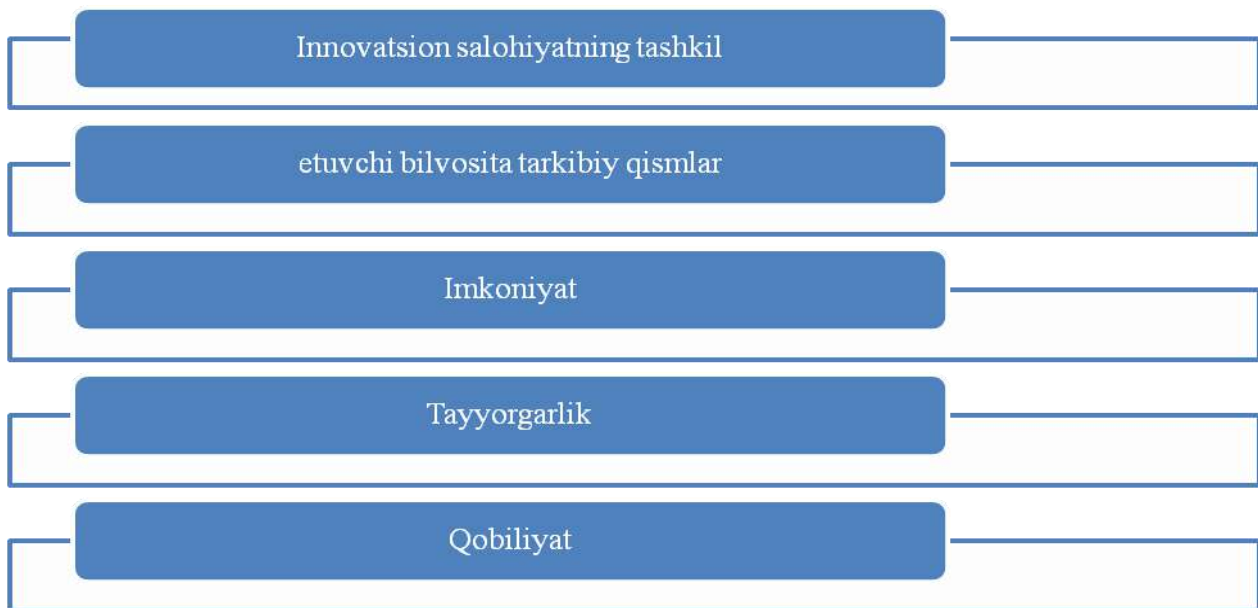 Innovatsion salohiyatning tashkil
etuvchi bilvosita tarkibiy qismlar
Imkoniyat
Tayyorgarlik
Qobiliyat